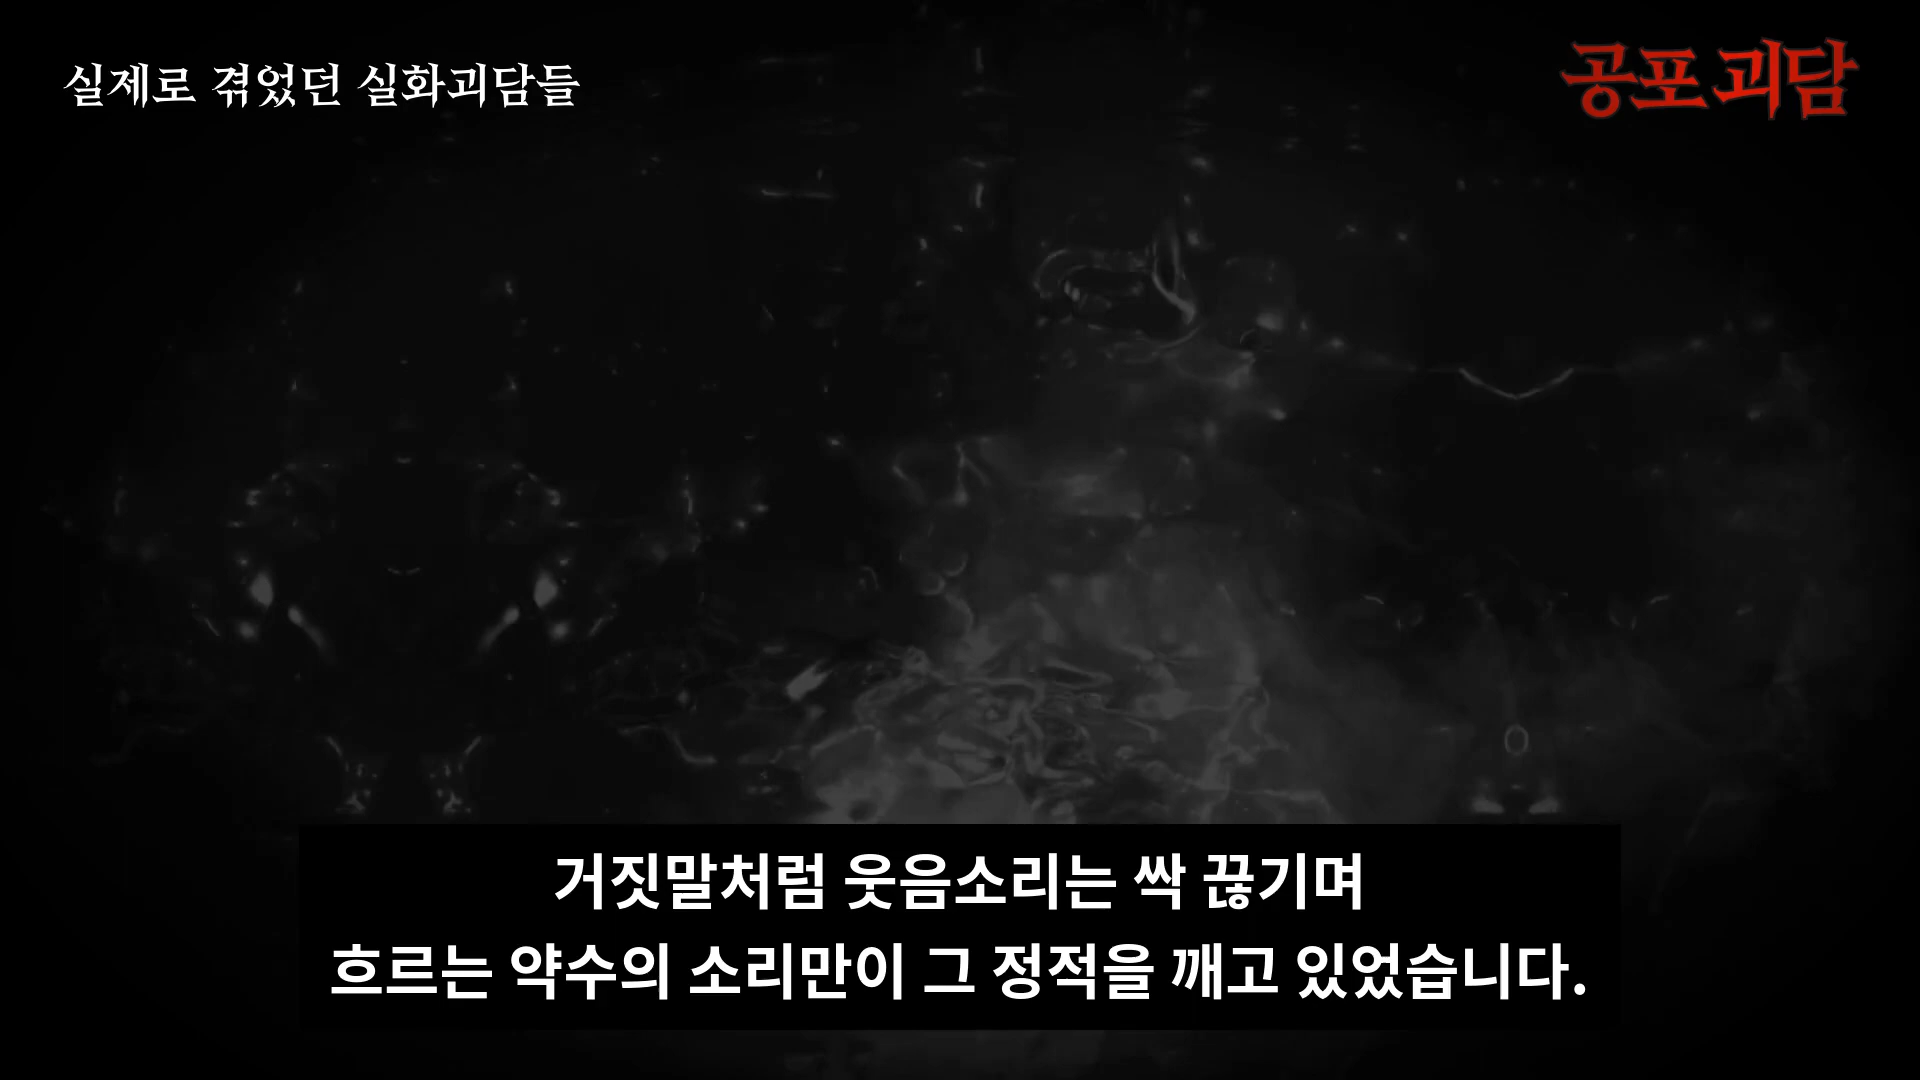 실제로 겪었던 실화괴담들
공포괴담
거짓말처럼 웃음소리는 싹 끊기며
흐르는 약수의 소리만이 그 정적을 깨고 있었습니다.